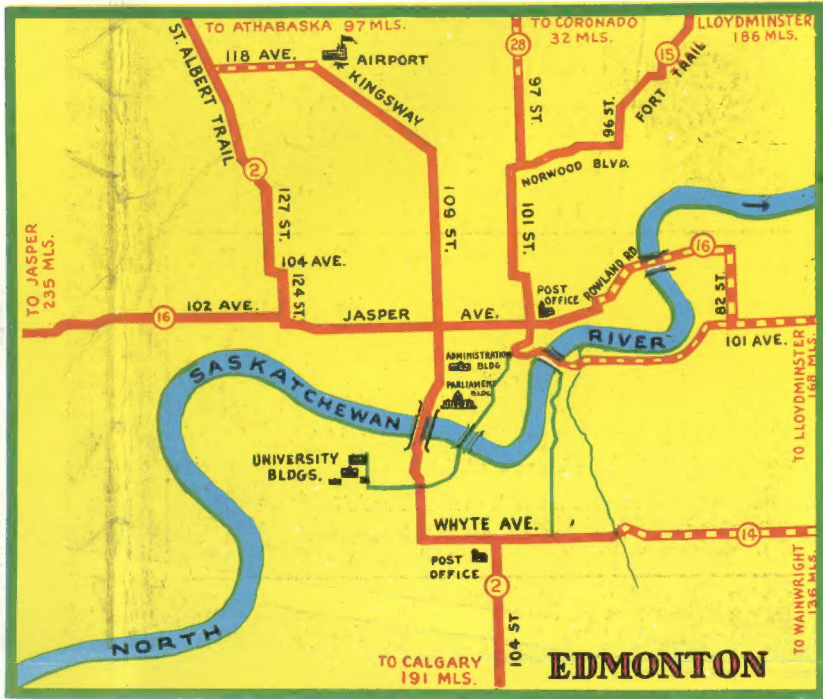 TO ATHABASKA 97 MLS.
TO CORONADO
32 MLS.
LLOYDMINSTER
186 MLS.
28
15
ST. ALBERT TRAIL
118 AVE.
AIRPORT
KINGSWAY
97 ST.
96 ST.
FORT TRAIL
NORWOOD BLVD.
2
127 ST.
109 ST.
101 ST.
104 AVE.
124 ST.
TO JASPER
235 MLS.
16
102 AVE.
JASPER AVE.
POST
OFFICE
ROWLAND RD.
16
82 ST.
101 AVE.
RIVER
ADMINISTRATION
BLDG
PARLIAMENT
BLDG
SASKATCHEWAN
TO LLOYDMINSTER
168 MLS.
UNIVERSITY
BLDGS.
WHYTE AVE.
14
POST
OFFICE
2
104 ST
TO WAINWRIGHT
136 MLS.
NORTH
TO CALGARY
191 MLS.
EDMONTON